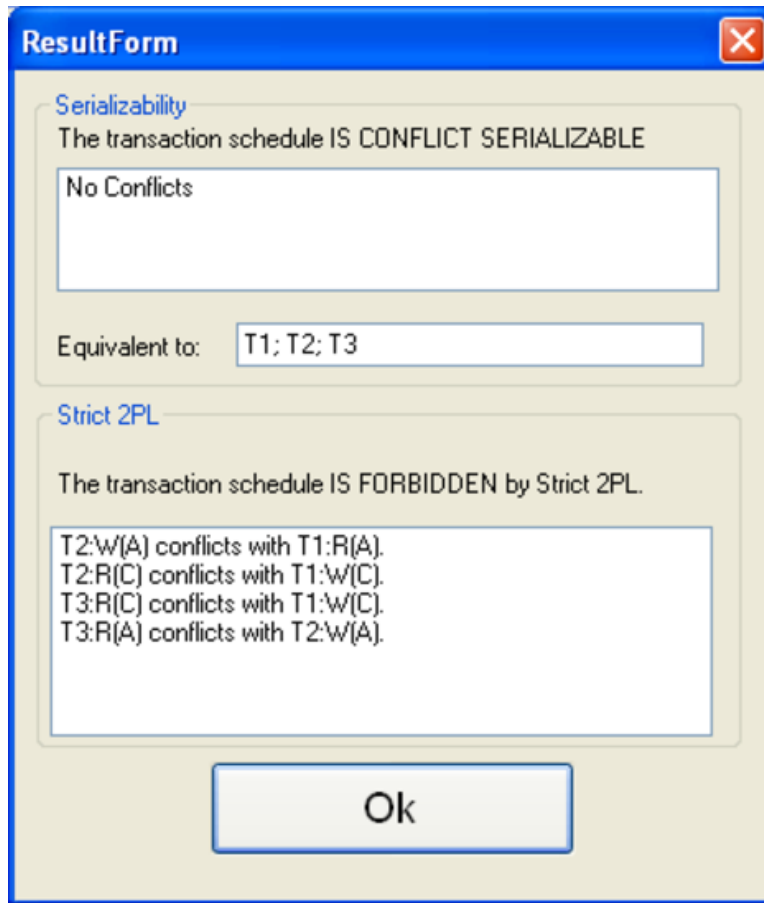 ResultForm
Serializability
The transaction schedule IS CONFLICT SERIALIZABLE
No Conflicts
Equivalent to: T1; T2; T3
Strict 2PL
The transaction schedule IS FORBIDDEN by Strict 2PL.
T2:W(A) conflicts with T1:R(A).
T2:R(C) conflicts with T1:W(C).
T3:R(C) conflicts with T1:W(C).
T3:R(A) conflicts with T2:W(A).
Ok